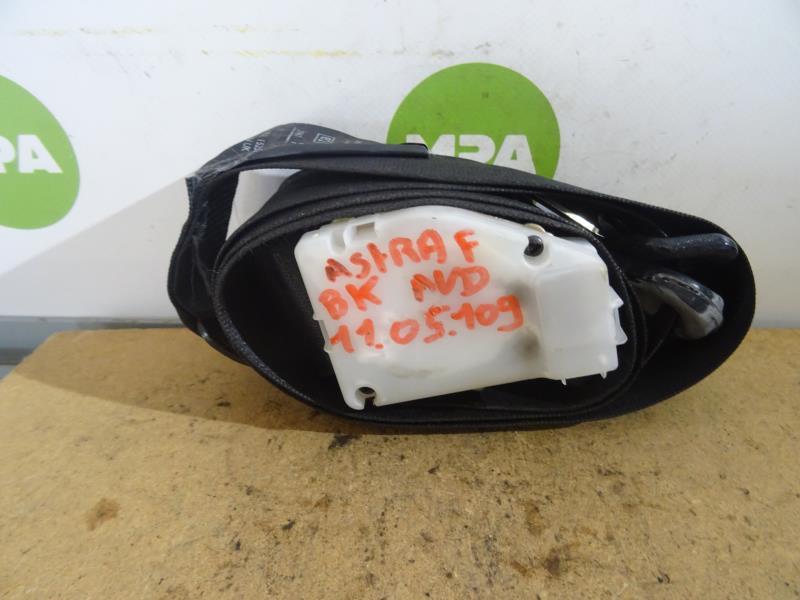 MPA
MPA
ASTRA F
BK AVD
11.05.109